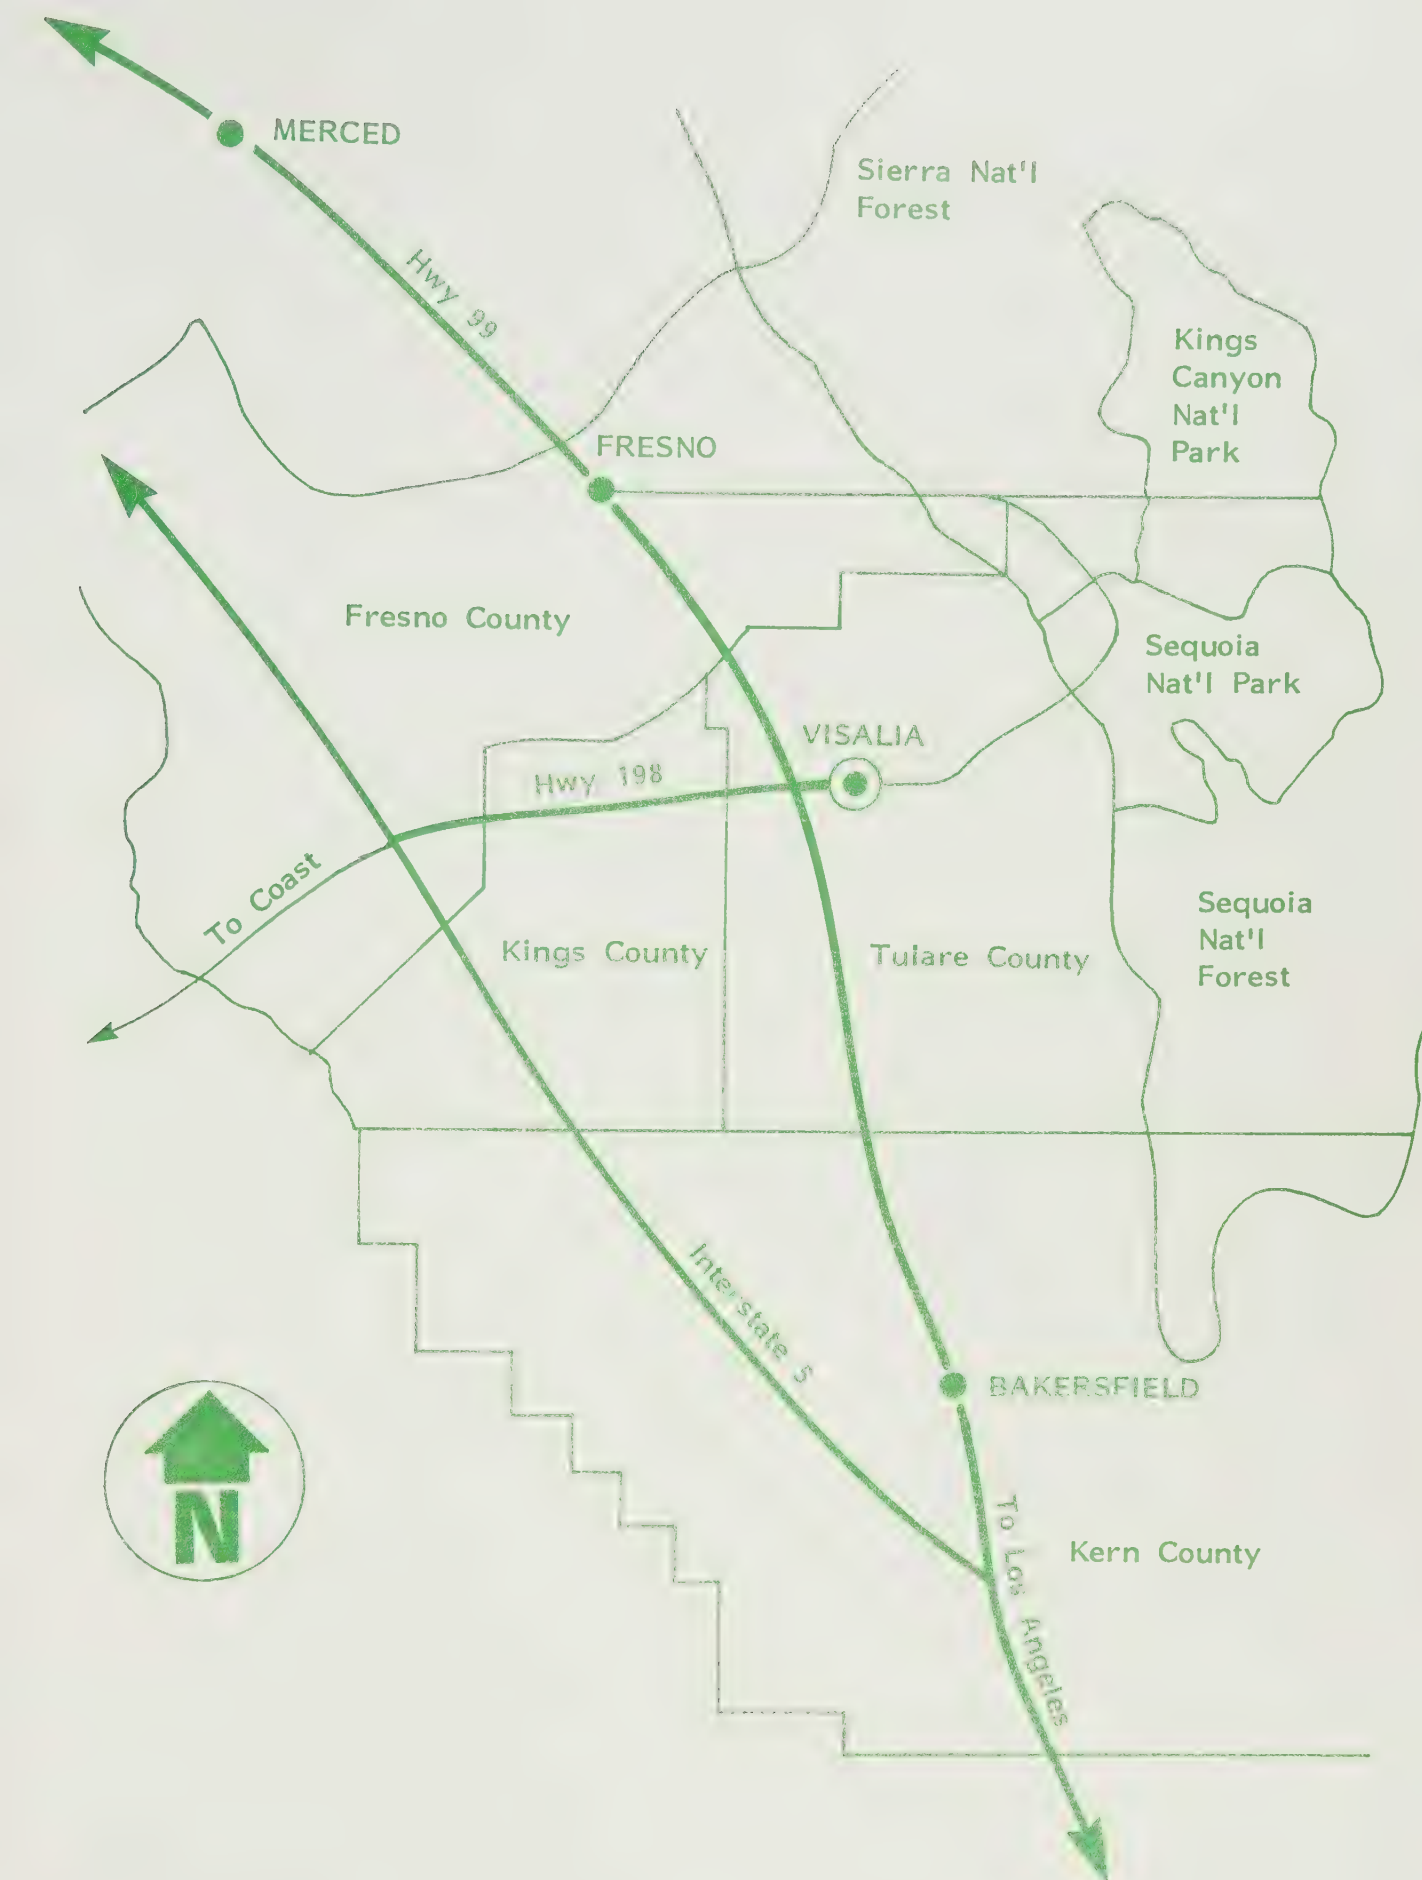 MERCED
Sierra Nat'l
Forest
Hwy 99
Kings
Canyon
Nat'l
Park
FRESNO
Fresno County
Sequoia
Nat'l Park
VISALIA
Hwy 198
To Coast
Sequoia
Nat'l
Forest
Kings County
Tulare County
Interstate 5
BAKERSFIELD
N
To Los Angeles
Kern County